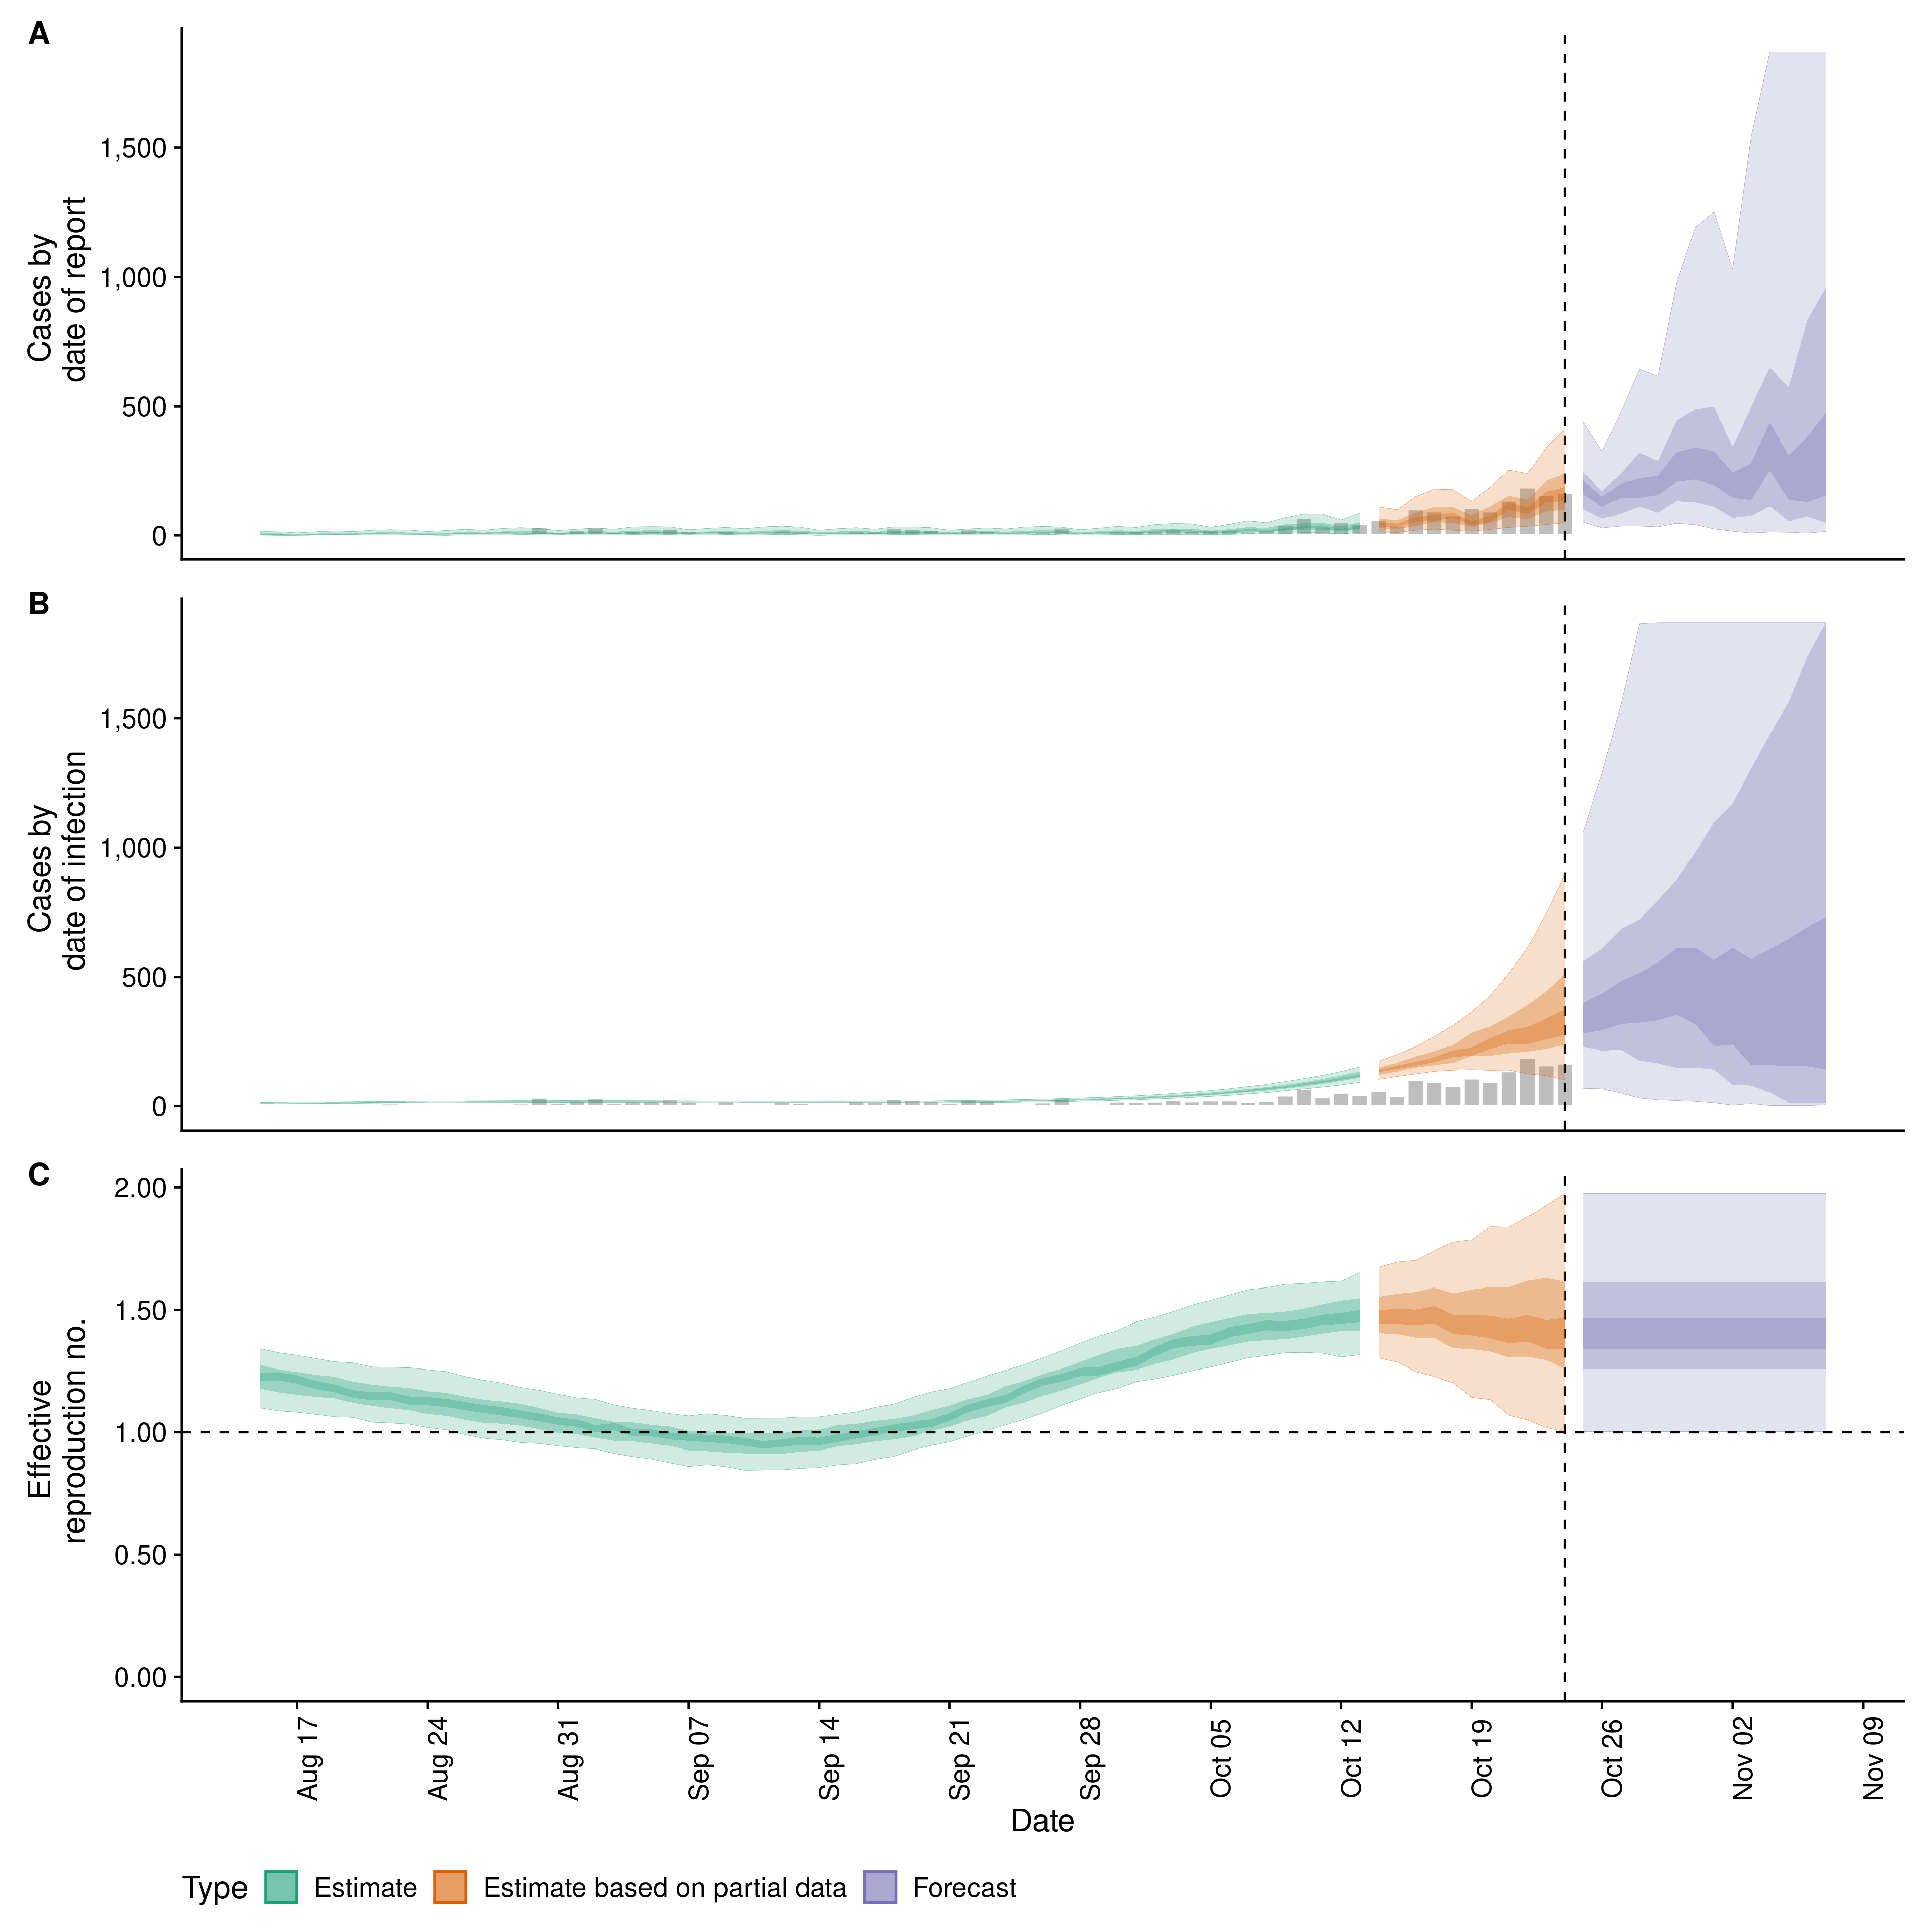 A
Cases by
date of report
1,500
1,000
500
0
B
Cases by
date of infection
1,500
1,000
500
0
C
Effective
reproduction no.
2.00
1.50
1.00
0.50
0.00
Aug 17
Aug 24
Aug 31
Sep 07
Sep 14
Sep 21
Sep 28
Oct 05
Oct 12
Oct 19
Oct 26
Nov 02
Nov 09
Date
Type Estimate Estimate based on partial data Forecast